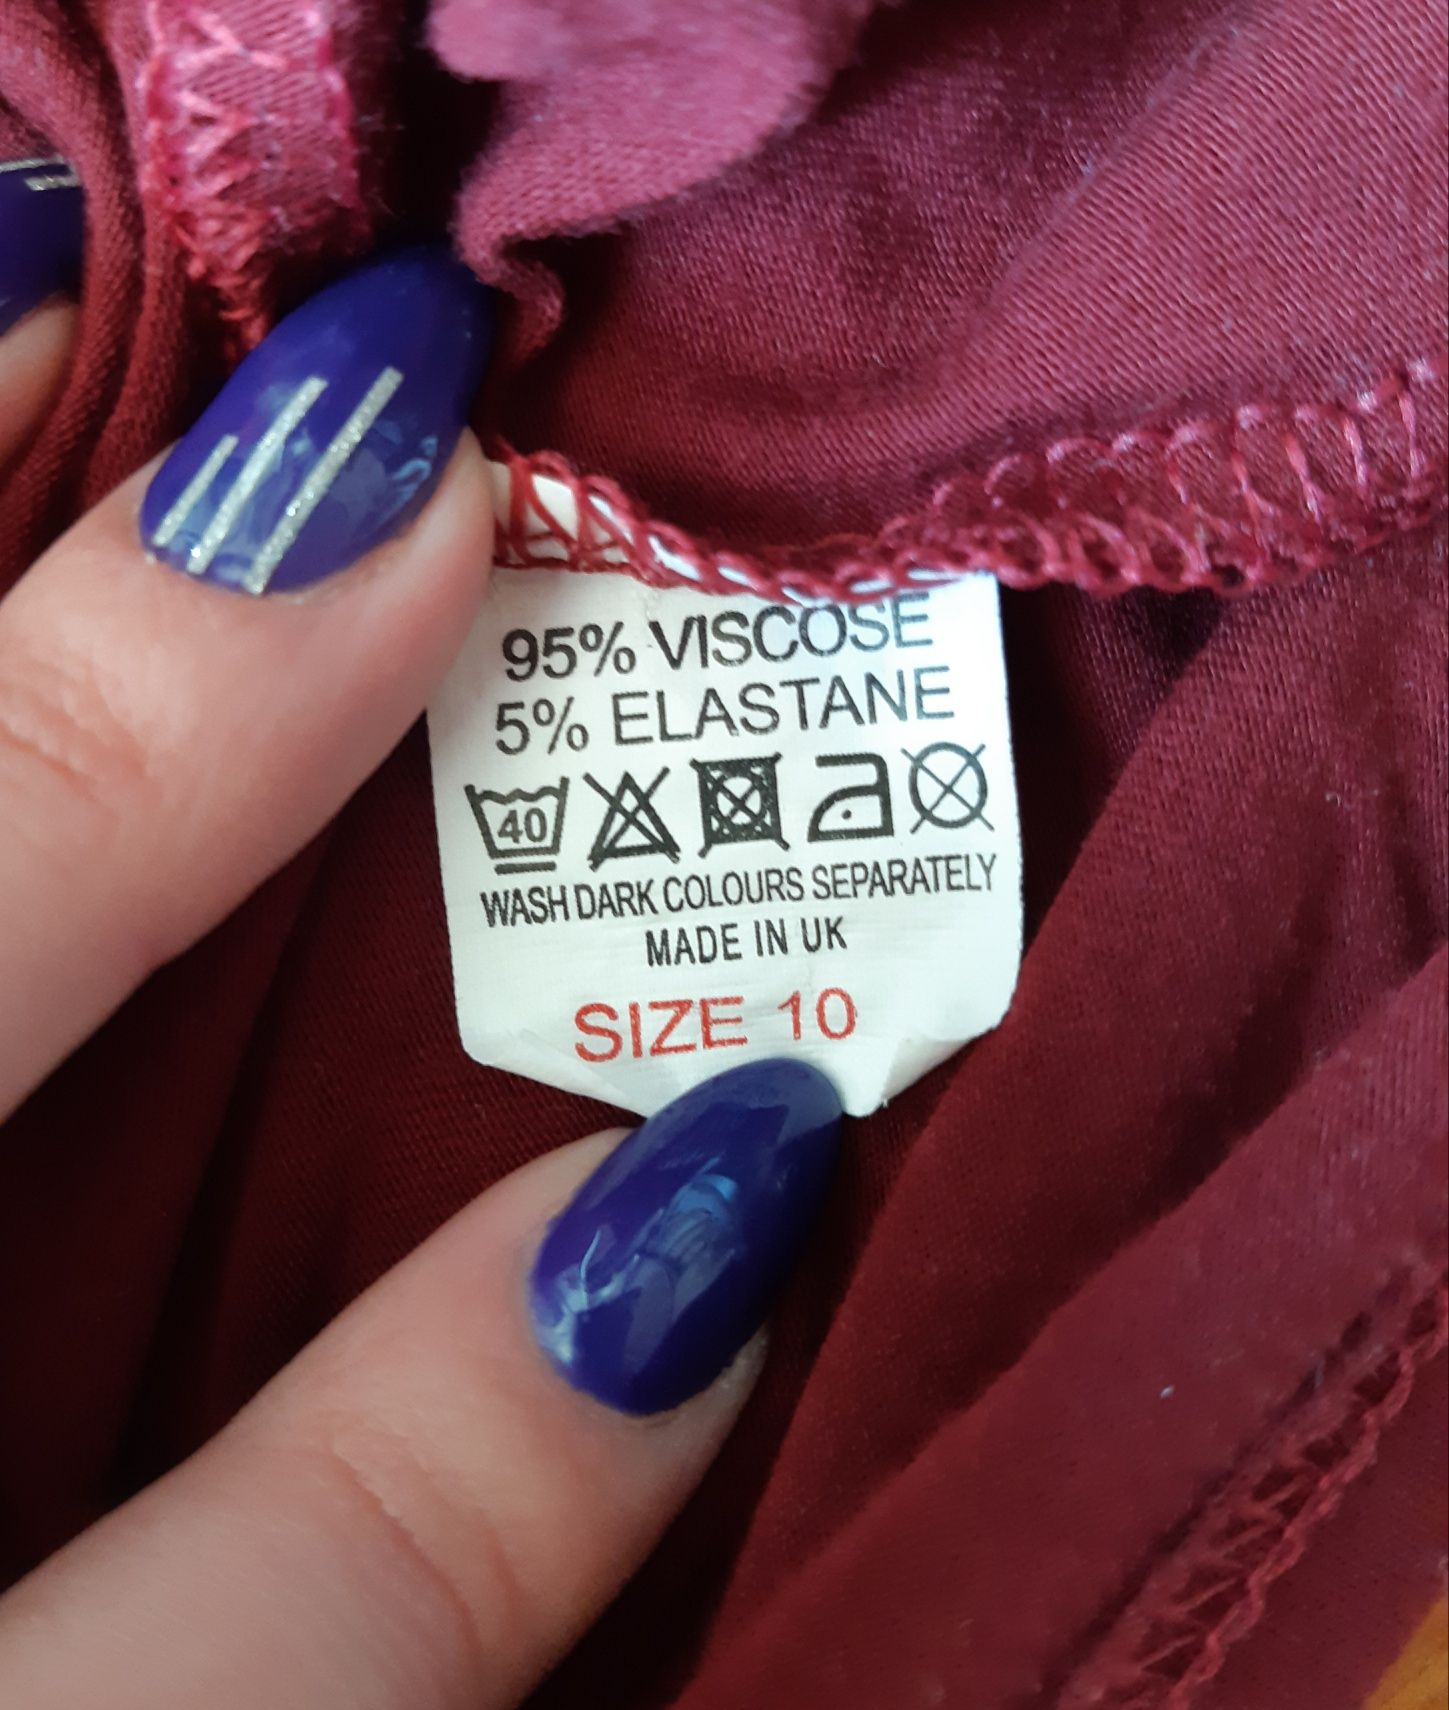 95% VISCOSE
5% ELASTANE
40
WASH DARK COLOURS SEPARATELY
MADE IN UK
SIZE 10